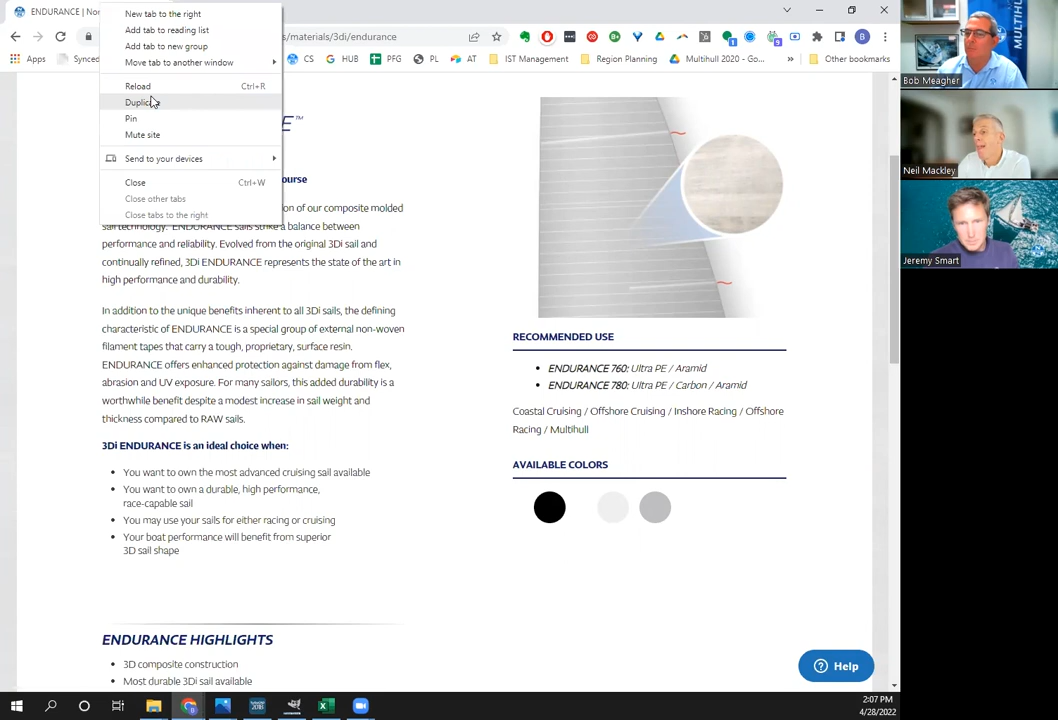 ENDURANCE | Nor
New tab to the right
Add tab to reading list
Add tab to new group
Move tab to another window
Reload Ctrl+R
Duplicate
Pin
Mute site
Send to your devices
Close Ctrl+W
Close other tabs
Close tabs to the right
s/materials/3di/endurance
Apps Synced CS HUB PFG PL AT IST Management Region Planning Multihull 2020 - Go... » Other bookmarks
E™
ourse
on of our composite molded
sail technology. ENDURANCE sails strike a balance between
performance and reliability. Evolved from the original 3Di sail and
continually refined, 3Di ENDURANCE represents the state of the art in
high performance and durability.
In addition to the unique benefits inherent to all 3Di sails, the defining
characteristic of ENDURANCE is a special group of external non-woven
filament tapes that carry a tough, proprietary, surface resin.
ENDURANCE offers enhanced protection against damage from flex,
abrasion and UV exposure. For many sailors, this added durability is a
worthwhile benefit despite a modest increase in sail weight and
thickness compared to RAW sails.
3Di ENDURANCE is an ideal choice when:
• You want to own the most advanced cruising sail available
• You want to own a durable, high performance,
race-capable sail
• You may use your sails for either racing or cruising
• Your boat performance will benefit from superior
3D sail shape
ENDURANCE HIGHLIGHTS
• 3D composite construction
• Most durable 3Di sail available
RECOMMENDED USE
• ENDURANCE 760: Ultra PE / Aramid
• ENDURANCE 780: Ultra PE / Carbon / Aramid
Coastal Cruising / Offshore Cruising / Inshore Racing / Offshore
Racing / Multihull
AVAILABLE COLORS
Help
MULTIHU
Bob Meagher
Neil Mackley
Jeremy Smart
2:07 PM
4/28/2022